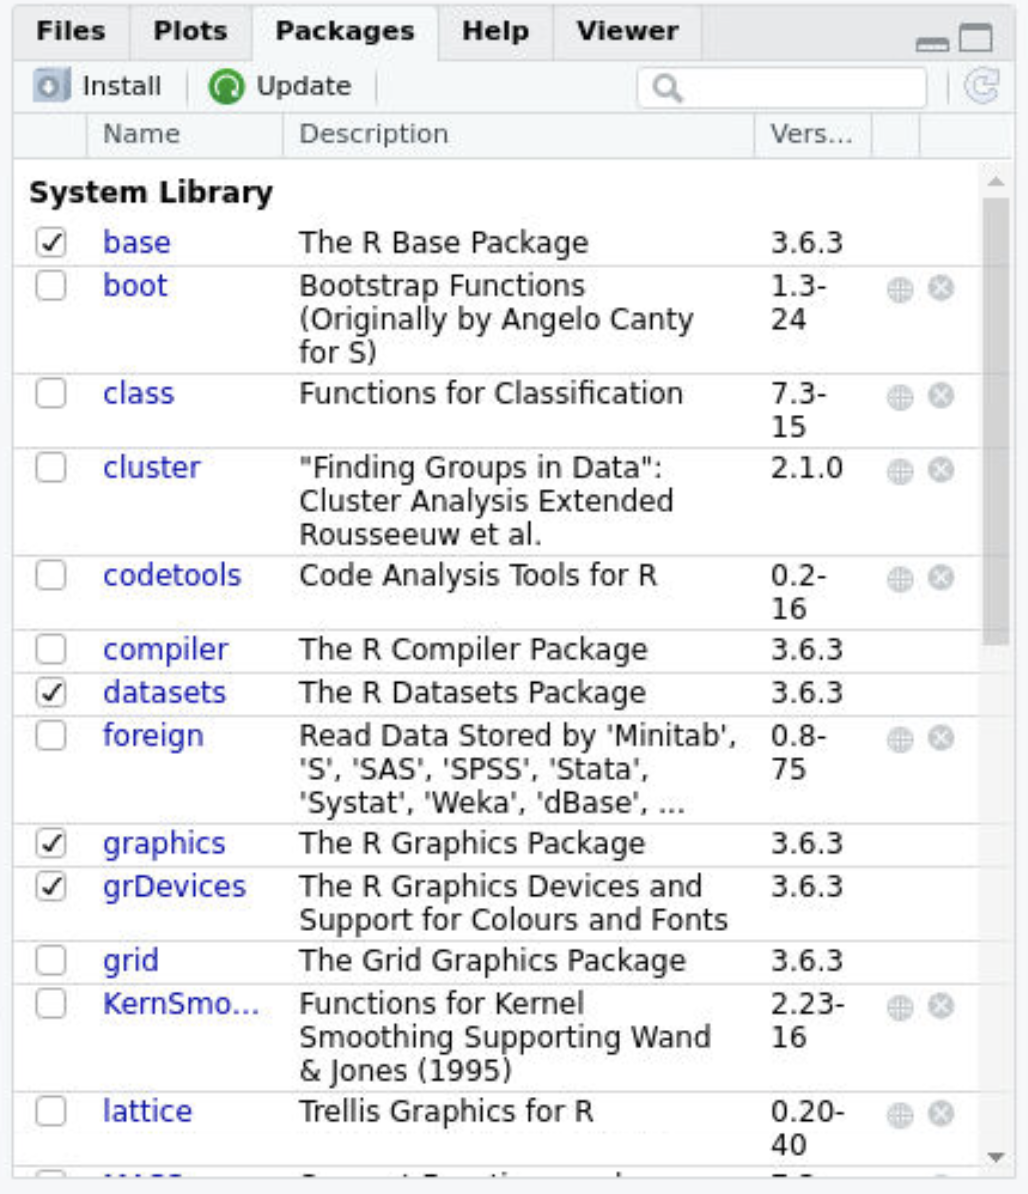 Files Plots Packages Help Viewer
Install Update
Name Description Vers...
System Library
base The R Base Package 3.6.3
boot Bootstrap Functions 1.3-
(Originally by Angelo Canty 24
for S)
class Functions for Classification 7.3-
15
cluster "Finding Groups in Data": 2.1.0
Cluster Analysis Extended
Rousseeuw et al.
codetools Code Analysis Tools for R 0.2-
16
compiler The R Compiler Package 3.6.3
datasets The R Datasets Package 3.6.3
foreign Read Data Stored by 'Minitab', 0.8-
'S', 'SAS', 'SPSS', 'Stata', 75
'Systat', 'Weka', 'dBase', ...
graphics The R Graphics Package 3.6.3
grDevices The R Graphics Devices and 3.6.3
Support for Colours and Fonts
grid The Grid Graphics Package 3.6.3
KernSmo... Functions for Kernel 2.23-
Smoothing Supporting Wand 16
& Jones (1995)
lattice Trellis Graphics for R 0.20-
40